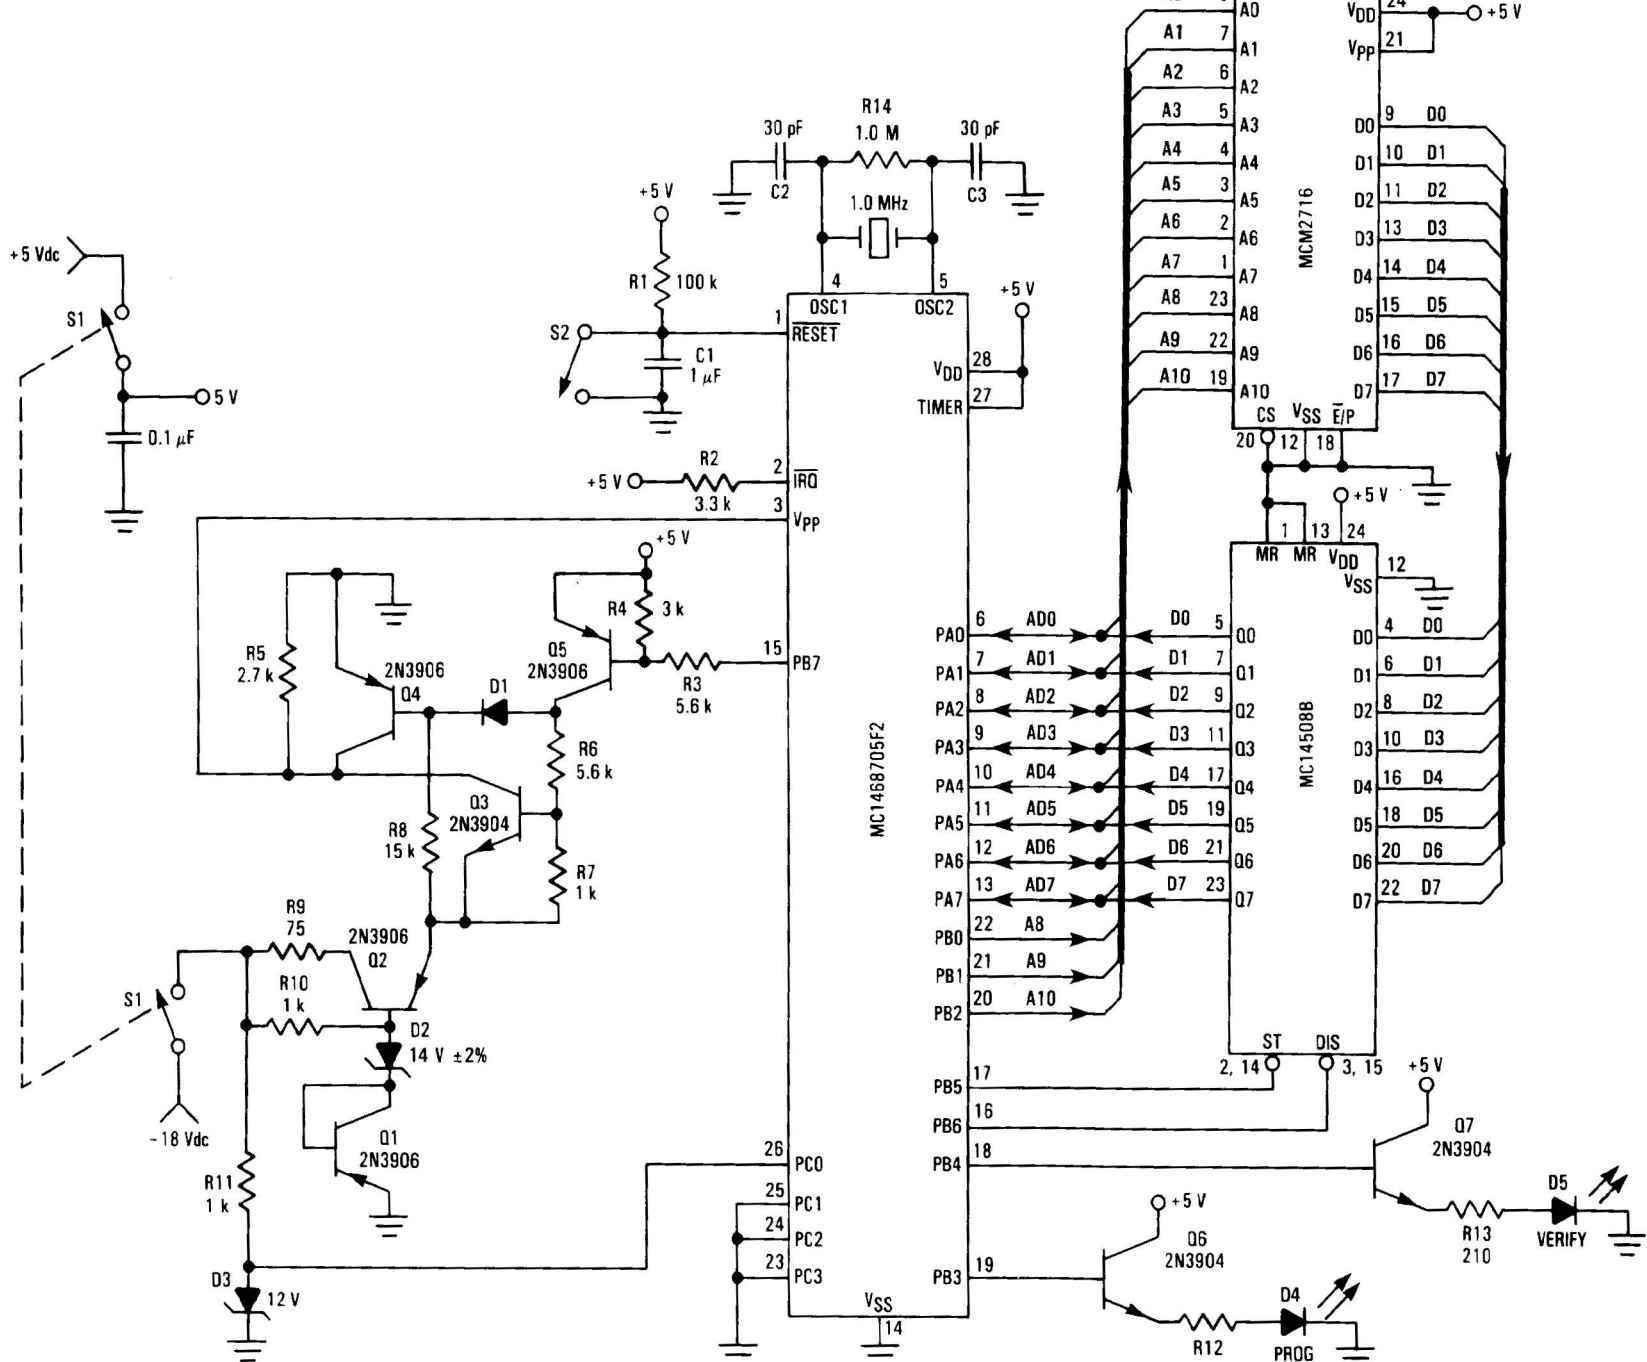 A0
V_DD 24
+5 V
A1 7 A1
V_PP 21
A2 6 A2
A3 5 A3
D0 9 D0
A4 4 A4
D1 10 D1
A5 3 A5
D2 11 D2
A6 2 A6
D3 13 D3
A7 1 A7
D4 14 D4
A8 23 A8
D5 15 D5
A9 22 A9
D6 16 D6
A10 19 A10
D7 17 D7
MCM2716
CS V_SS E/P
20 12 18
R14
1.0 M
30 pF
C2
30 pF
C3
1.0 MHz
+5 V
R1 100 k
4 5
OSC1 OSC2
S2
1 RESET
C1
1 µF
+5 V
V_DD 28
TIMER 27
+5 Vdc
S1
5 V
0.1 µF
+5 V
R2
3.3 k
2 IRQ
3 V_PP
+5 V
1 13 24
MR MR V_DD
V_SS 12
+5 V
R4 3 k
Q5
2N3906
R3
5.6 k
15 PB7
R5
2.7 k
2N3906
Q4
D1
R6
5.6 k
Q3
2N3904
R8
15 k
R7
1 k
MC1468705F2
MC14508B
PA0 6 AD0 D0 5 Q0
D0 4 D0
PA1 7 AD1 D1 7 Q1
D1 6 D1
PA2 8 AD2 D2 9 Q2
D2 8 D2
PA3 9 AD3 D3 11 Q3
D3 10 D3
PA4 10 AD4 D4 17 Q4
D4 16 D4
PA5 11 AD5 D5 19 Q5
D5 18 D5
PA6 12 AD6 D6 21 Q6
D6 20 D6
PA7 13 AD7 D7 23 Q7
D7 22 D7
PB0 22 A8
PB1 21 A9
PB2 20 A10
R9
75
2N3906
Q2
R10
1 k
S1
D2
14 V ±2%
-18 Vdc
Q1
2N3906
R11
1 k
D3
12 V
ST DIS
2, 14 3, 15
PB5 17
PB6 16
PB4 18
+5 V
Q7
2N3904
R13
210
D5
VERIFY
26 PC0
25 PC1
24 PC2
23 PC3
V_SS
14
PB3 19
+5 V
Q6
2N3904
R12
D4
PROG